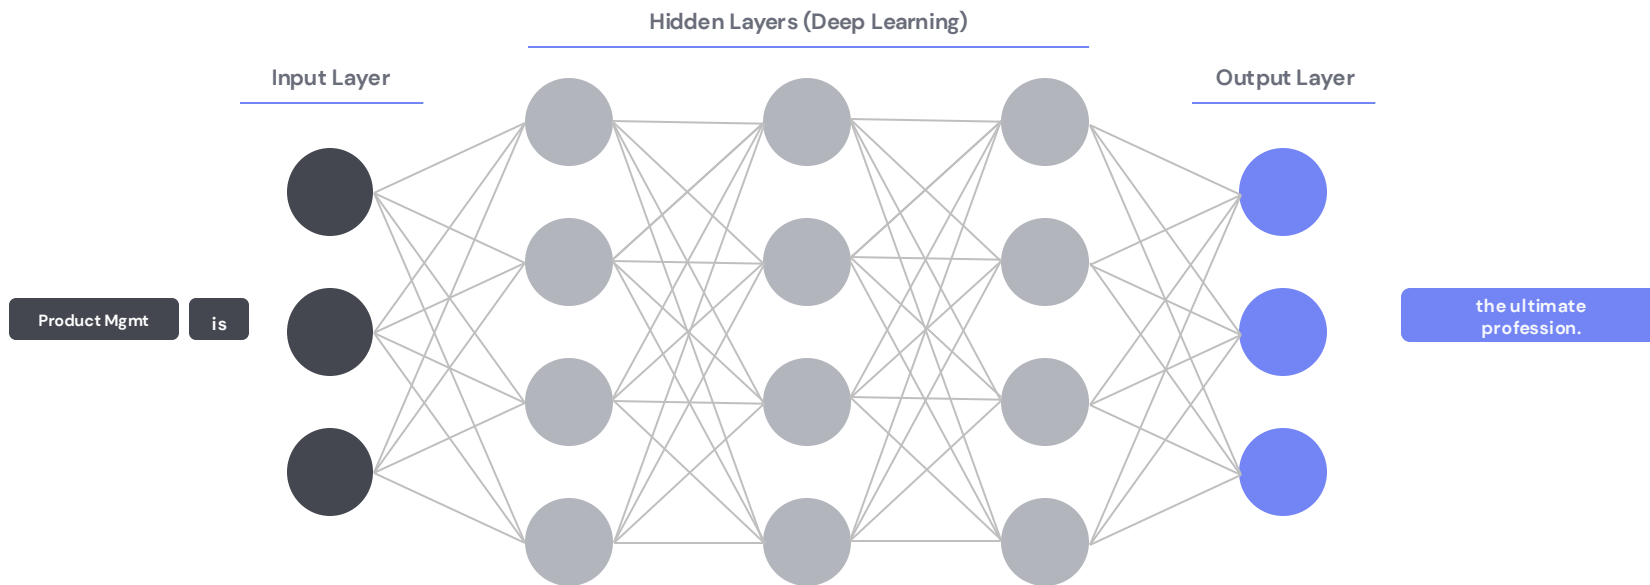 Hidden Layers (Deep Learning)
Input Layer
Output Layer
Product Mgmt
is
the ultimate
profession.